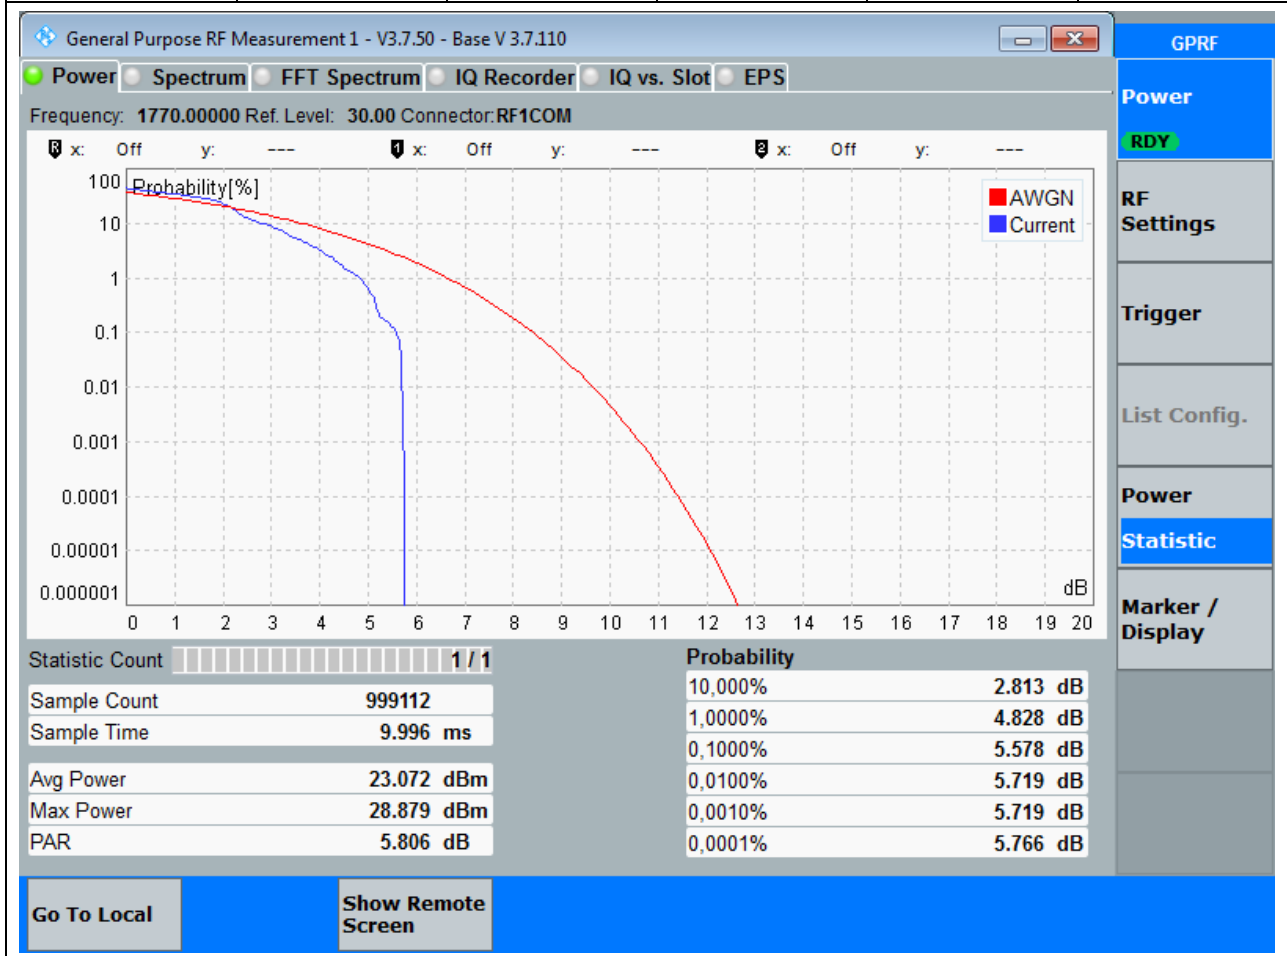 General Purpose RF Measurement 1 - V3.7.50 - Base V 3.7.110
GPRF
Power Spectrum FFT Spectrum IQ Recorder IQ vs. Slot EPS
Power
RDY
Frequency: 1770.00000 Ref. Level: 30.00 Connector:RF1COM
R x: Off y: --- 1 x: Off y: --- 2 x: Off y: ---
Probability[%]
AWGN
Current
100
10
1
0.1
0.01
0.001
0.0001
0.00001
0.000001
dB
0 1 2 3 4 5 6 7 8 9 10 11 12 13 14 15 16 17 18 19 20
RF
Settings
Trigger
List Config.
Power
Statistic
Marker /
Display
Statistic Count 1 / 1
Sample Count 999112
Sample Time 9.996 ms
Avg Power 23.072 dBm
Max Power 28.879 dBm
PAR 5.806 dB
Probability
10,000% 2.813 dB
1,0000% 4.828 dB
0,1000% 5.578 dB
0,0100% 5.719 dB
0,0010% 5.719 dB
0,0001% 5.766 dB
Go To Local
Show Remote
Screen